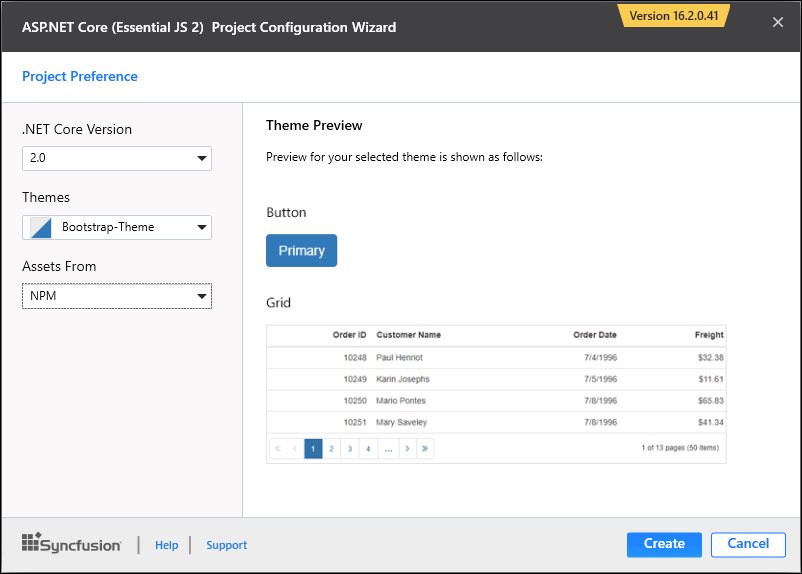 ASP.NET Core (Essential JS 2) Project Configuration Wizard
Version 16.2.0.41
Project Preference
.NET Core Version
2.0
Themes
Bootstrap-Theme
Assets From
NPM
Theme Preview
Preview for your selected theme is shown as follows:
Button
Primary
Grid
Order ID Customer Name Order Date Freight
10248 Paul Henriot 7/4/1996 $32.38
10249 Karin Josephs 7/5/1996 $11.61
10250 Mario Pontes 7/8/1996 $65.83
10251 Mary Saveley 7/8/1996 $41.34
1 2 3 4 ... 1 of 13 pages (50 items)
Syncfusion Help Support
Create Cancel